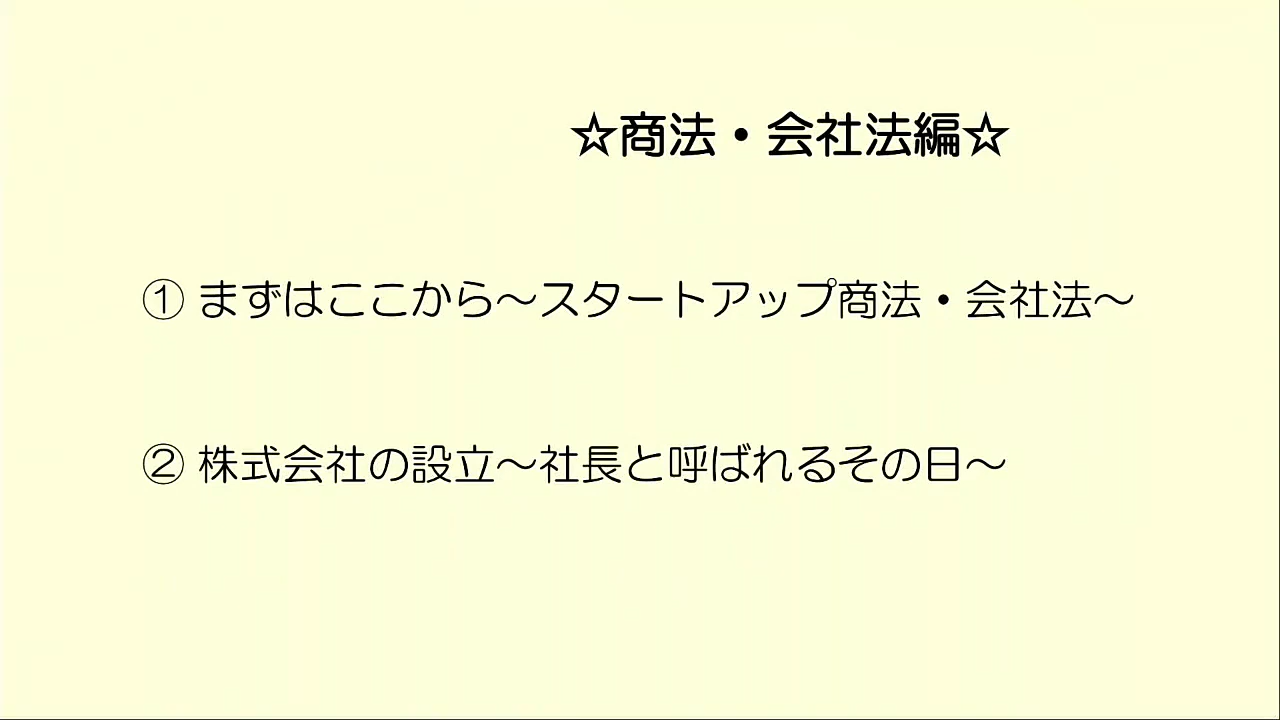 ☆商法・会社法編☆
① まずはここから～スタートアップ商法・会社法～
② 株式会社の設立～社長と呼ばれるその日～